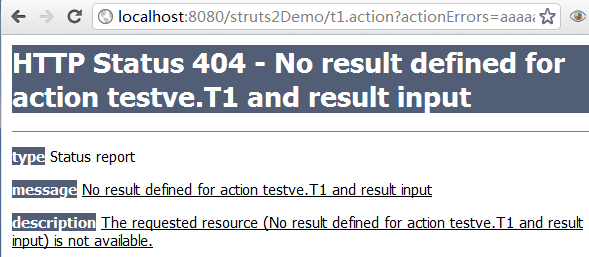 localhost:8080/struts2Demo/t1.action?actionErrors=aaaa
HTTP Status 404 - No result defined for
action testve.T1 and result input
type Status report
message No result defined for action testve.T1 and result input
description The requested resource (No result defined for action testve.T1 and result
input) is not available.